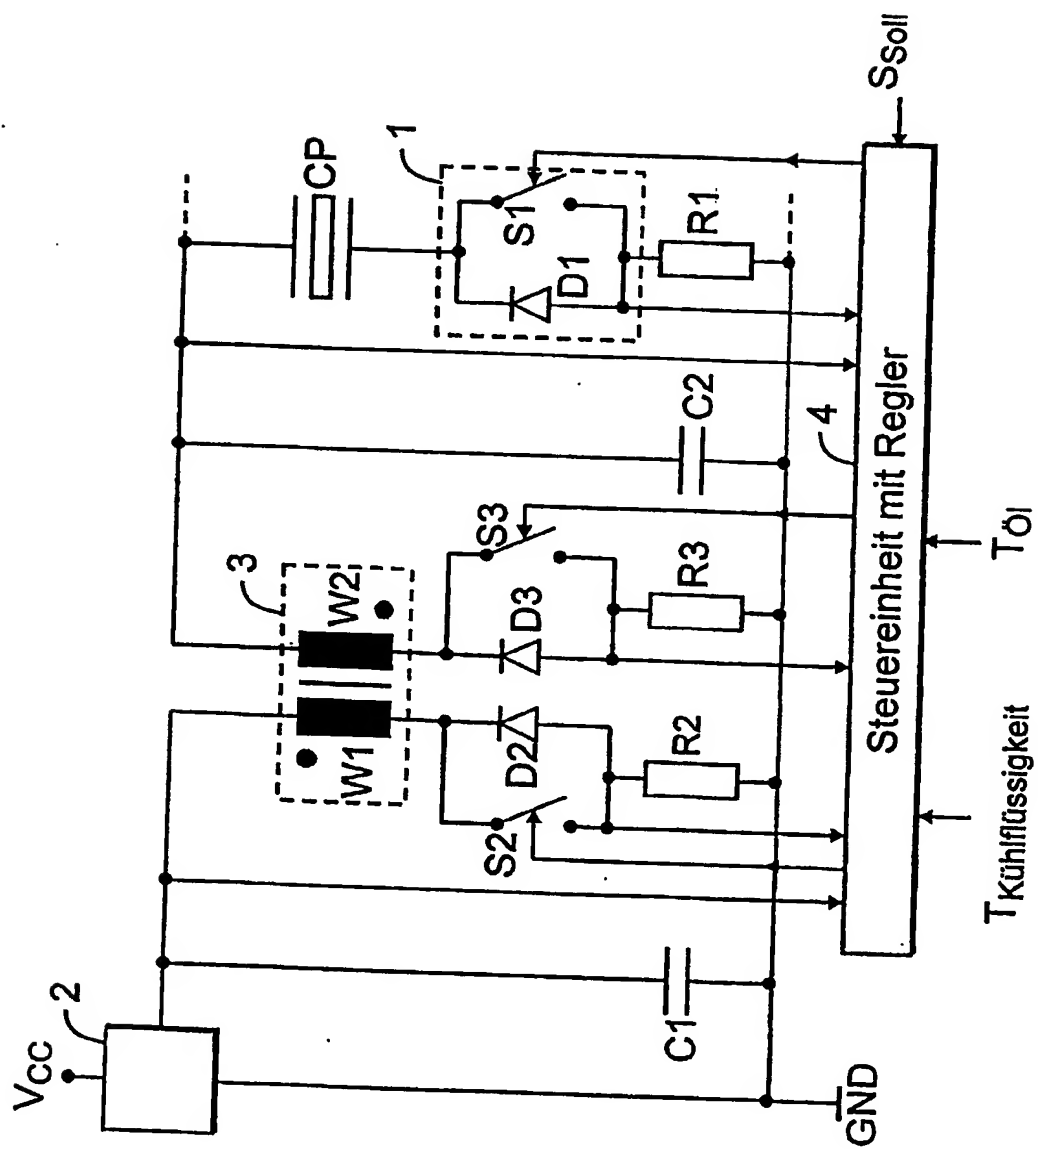 VCC
2
C1
GND
3
W1
W2
S2
D2
R2
D3
S3
R3
C2
CP
1
D1
S1
R1
4
Steuereinheit mit Regler
TKühlflüssigkeit
TÖl
SSoll